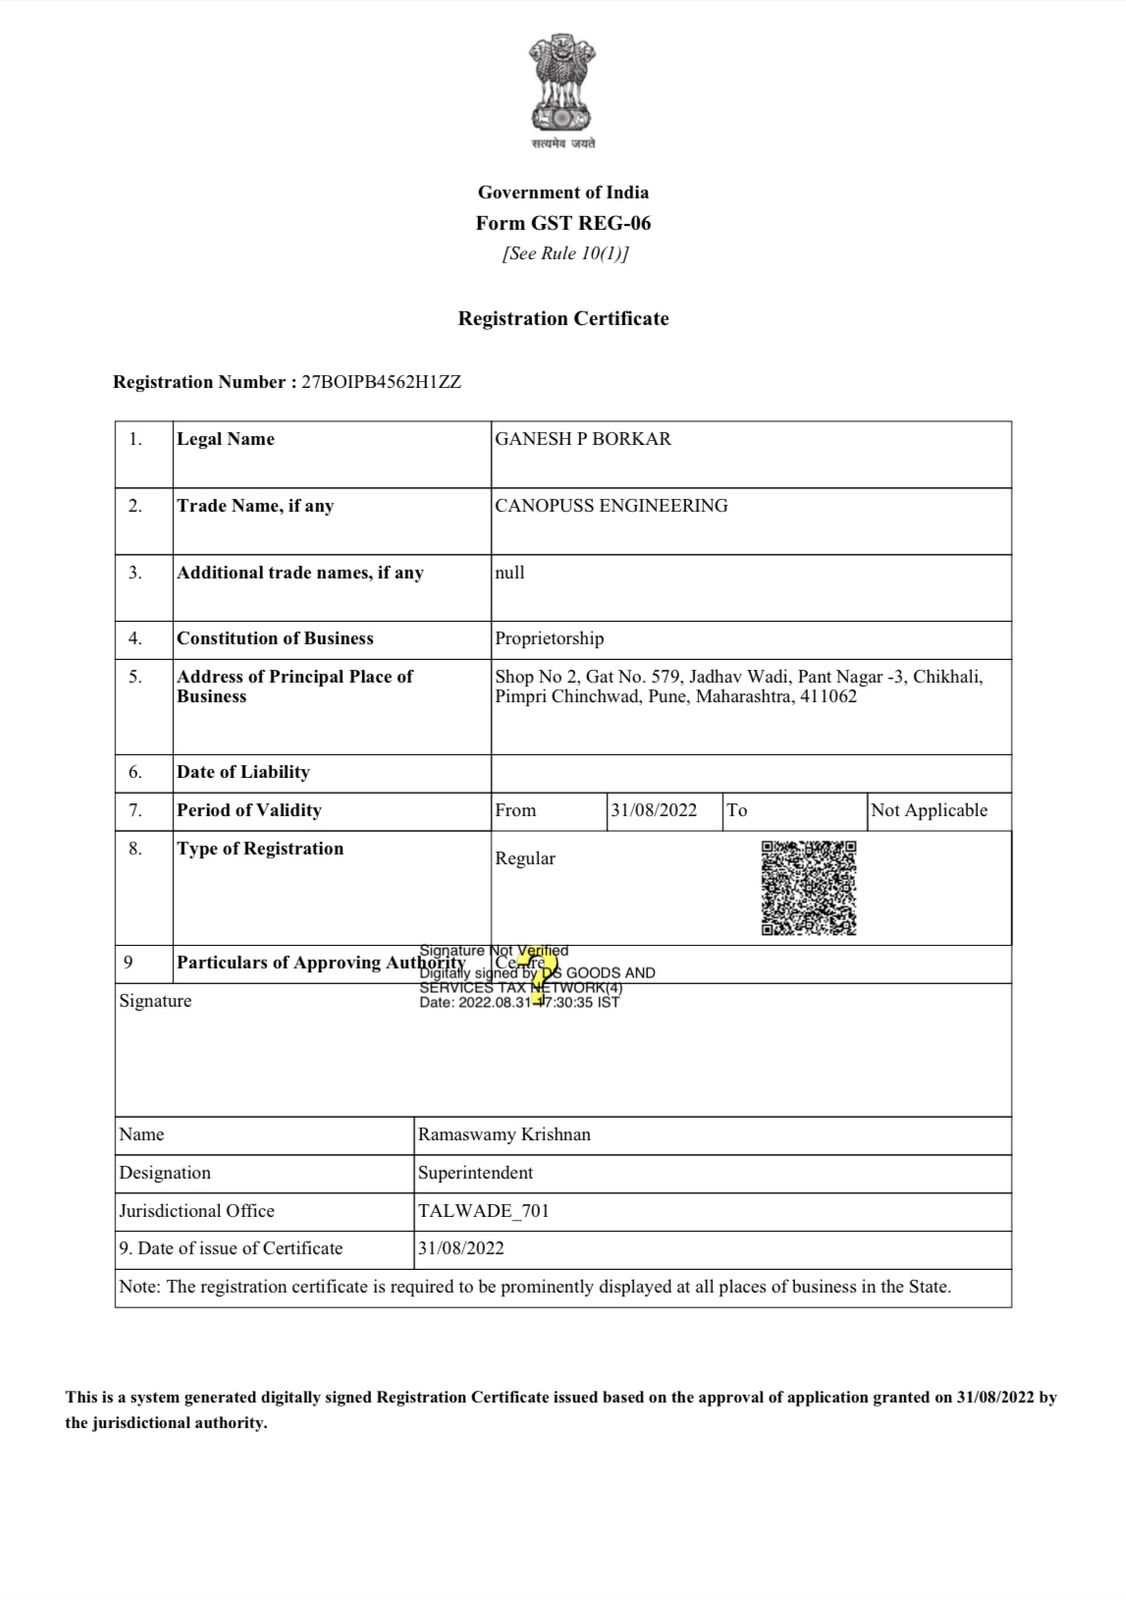 सत्यमेव जयते
Government of India
Form GST REG-06
[See Rule 10(1)]
Registration Certificate
Registration Number : 27BOIPB4562H1ZZ
1. Legal Name GANESH P BORKAR
2. Trade Name, if any CANOPUSS ENGINEERING
3. Additional trade names, if any null
4. Constitution of Business Proprietorship
5. Address of Principal Place of Business Shop No 2, Gat No. 579, Jadhav Wadi, Pant Nagar -3, Chikhali,
Pimpri Chinchwad, Pune, Maharashtra, 411062
6. Date of Liability
7. Period of Validity From 31/08/2022 To Not Applicable
8. Type of Registration Regular
9 Particulars of Approving Authority Centre
Signature Not Verified
Digitally signed by DS GOODS AND
SERVICES TAX NETWORK(4)
Date: 2022.08.31 17:30:35 IST
Signature
Name Ramaswamy Krishnan
Designation Superintendent
Jurisdictional Office TALWADE_701
9. Date of issue of Certificate 31/08/2022
Note: The registration certificate is required to be prominently displayed at all places of business in the State.
This is a system generated digitally signed Registration Certificate issued based on the approval of application granted on 31/08/2022 by
the jurisdictional authority.